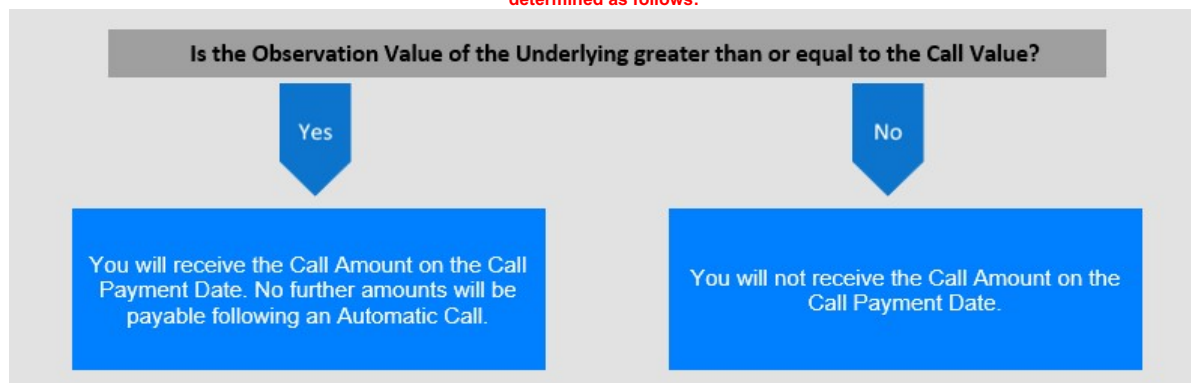 determined as follows:
Is the Observation Value of the Underlying greater than or equal to the Call Value?
Yes
No
You will receive the Call Amount on the Call
Payment Date. No further amounts will be
payable following an Automatic Call.
You will not receive the Call Amount on the
Call Payment Date.